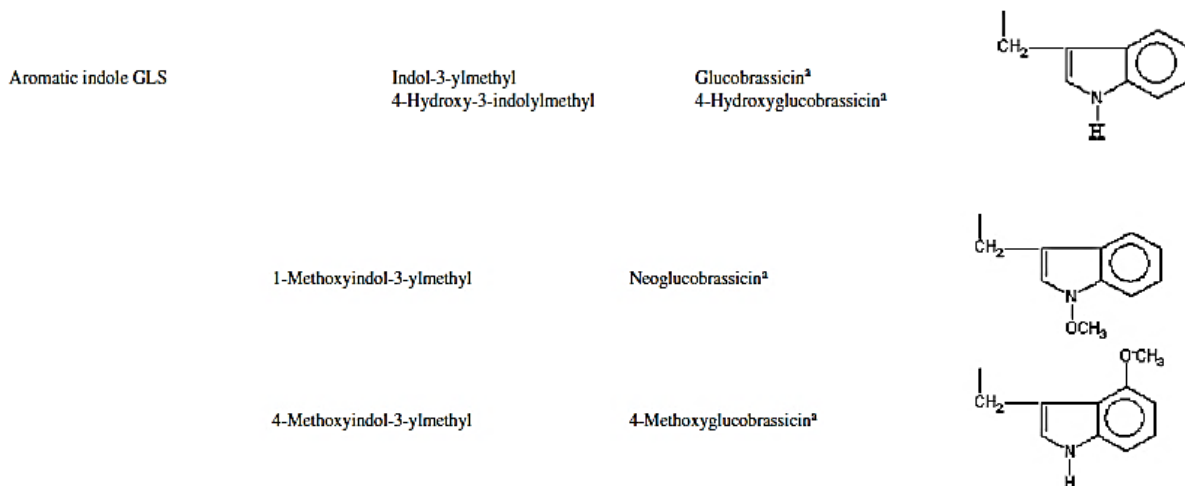 CH₂
Aromatic indole GLS Indol-3-ylmethyl Glucobrassicinᵃ
4-Hydroxy-3-indolylmethyl 4-Hydroxyglucobrassicinᵃ
N
H
CH₂
1-Methoxyindol-3-ylmethyl Neoglucobrassicinᵃ
N
OCH₃
O-CH₃
CH₂
4-Methoxyindol-3-ylmethyl 4-Methoxyglucobrassicinᵃ
N
H